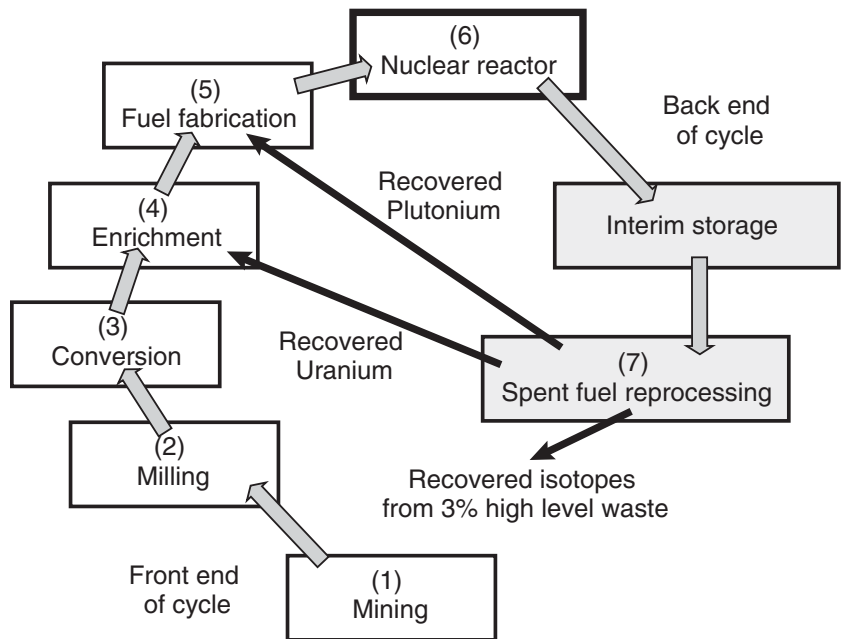 (6)
Nuclear reactor
(5)
Fuel fabrication
Back end
of cycle
Recovered
Plutonium
(4)
Enrichment
Interim storage
(3)
Conversion
Recovered
Uranium
(7)
Spent fuel reprocessing
(2)
Milling
Recovered isotopes
from 3% high level waste
Front end
of cycle
(1)
Mining